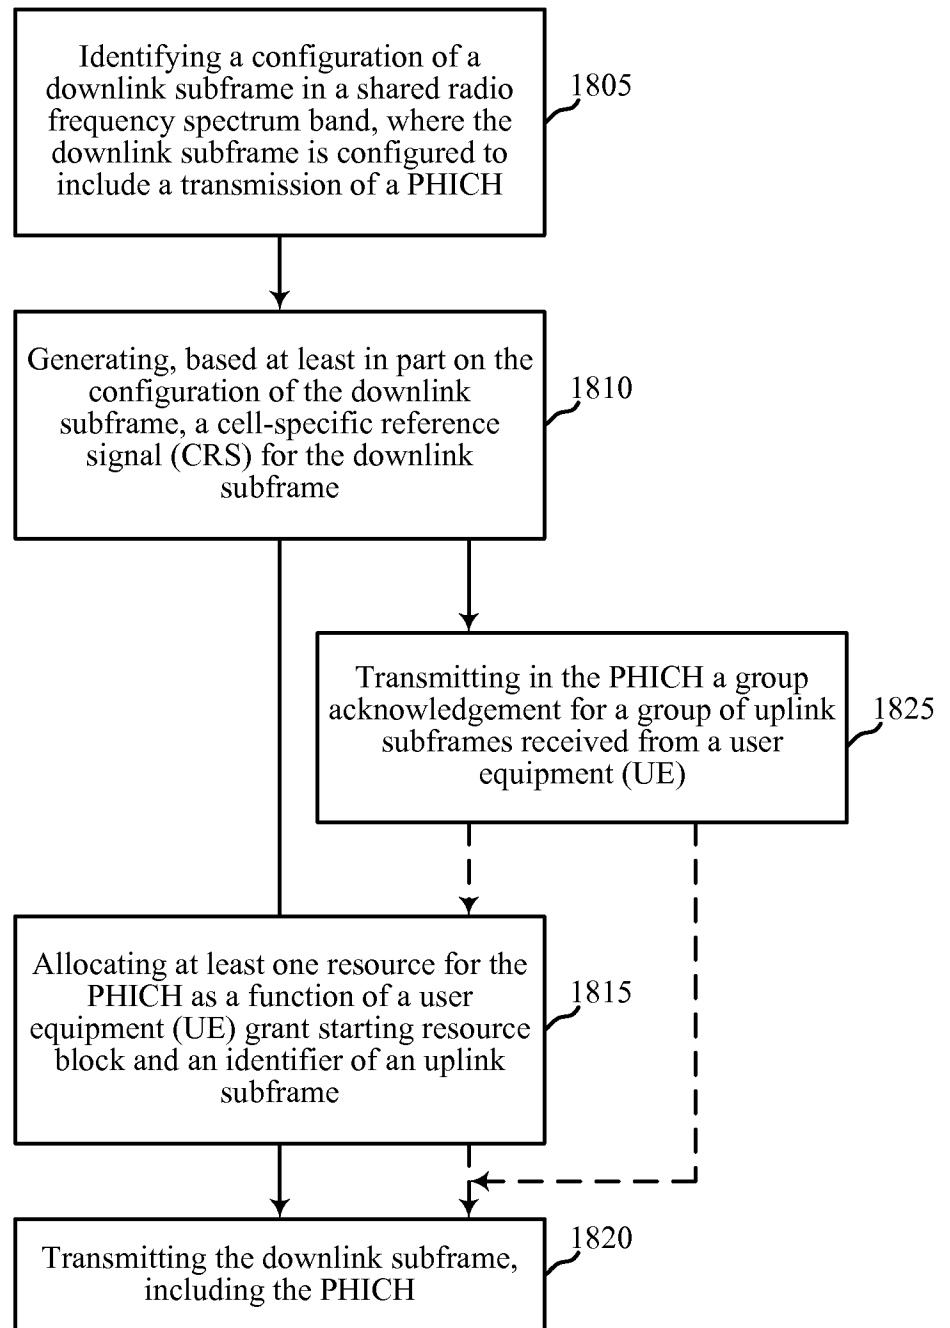 Identifying a configuration of a
downlink subframe in a shared radio
frequency spectrum band, where the
downlink subframe is configured to
include a transmission of a PHICH
1805
Generating, based at least in part on the
configuration of the downlink
subframe, a cell-specific reference
signal (CRS) for the downlink
subframe
1810
Transmitting in the PHICH a group
acknowledgement for a group of uplink
subframes received from a user
equipment (UE)
1825
Allocating at least one resource for the
PHICH as a function of a user
equipment (UE) grant starting resource
block and an identifier of an uplink
subframe
1815
Transmitting the downlink subframe,
including the PHICH
1820